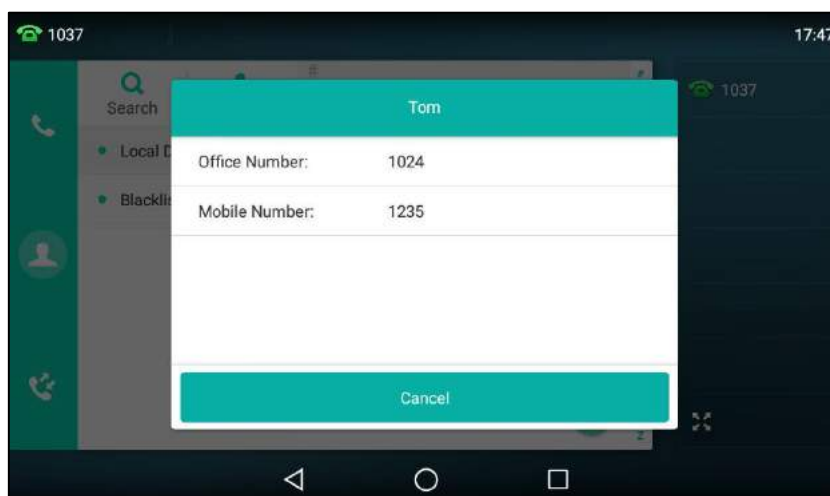 1037
17:47
Search
1037
Tom
Local D
Office Number: 1024
Blacklis
Mobile Number: 1235
Cancel
Z